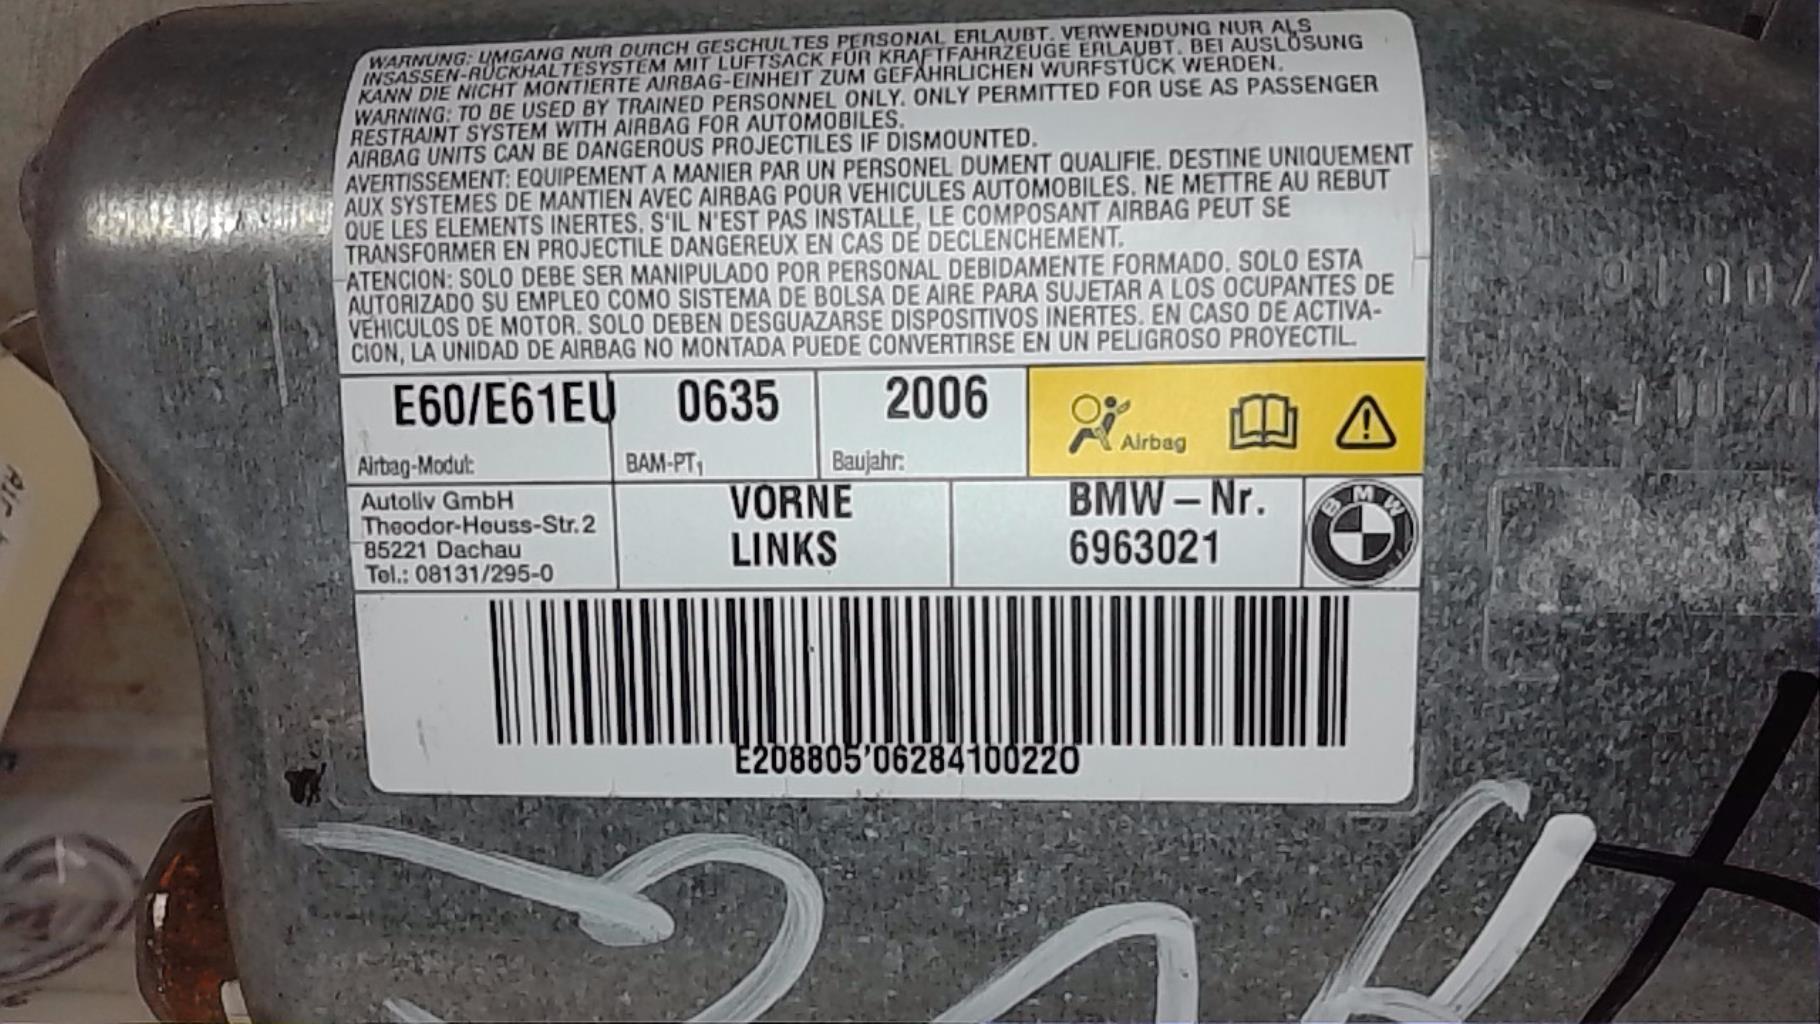 WARNUNG: UMGANG NUR DURCH GESCHULTES PERSONAL ERLAUBT. VERWENDUNG NUR ALS
INSASSEN-RÜCKHALTESYSTEM MIT LUFTSACK FÜR KRAFTFAHRZEUGE ERLAUBT. BEI AUSLÖSUNG
KANN DIE NICHT MONTIERTE AIRBAG-EINHEIT ZUM GEFÄHRLICHEN WURFSTÜCK WERDEN.
WARNING: TO BE USED BY TRAINED PERSONNEL ONLY. ONLY PERMITTED FOR USE AS PASSENGER
RESTRAINT SYSTEM WITH AIRBAG FOR AUTOMOBILES.
AIRBAG UNITS CAN BE DANGEROUS PROJECTILES IF DISMOUNTED.
AVERTISSEMENT: EQUIPEMENT A MANIER PAR UN PERSONEL DUMENT QUALIFIE. DESTINE UNIQUEMENT
AUX SYSTEMES DE MANTIEN AVEC AIRBAG POUR VEHICULES AUTOMOBILES. NE METTRE AU REBUT
QUE LES ELEMENTS INERTES. S'IL N'EST PAS INSTALLE, LE COMPOSANT AIRBAG PEUT SE
TRANSFORMER EN PROJECTILE DANGEREUX EN CAS DE DECLENCHEMENT.
ATENCION: SOLO DEBE SER MANIPULADO POR PERSONAL DEBIDAMENTE FORMADO. SOLO ESTA
AUTORIZADO SU EMPLEO COMO SISTEMA DE BOLSA DE AIRE PARA SUJETAR A LOS OCUPANTES DE
VEHICULOS DE MOTOR. SOLO DEBEN DESGUAZARSE DISPOSITIVOS INERTES. EN CASO DE ACTIVA-
CION, LA UNIDAD DE AIRBAG NO MONTADA PUEDE CONVERTIRSE EN UN PELIGROSO PROYECTIL.
E60/E61EU 0635 2006
Airbag-Modul: BAM-PT1 Baujahr: Airbag
Autoliv GmbH
Theodor-Heuss-Str. 2
85221 Dachau
Tel.: 08131/295-0
VORNE
LINKS
BMW – Nr.
6963021
BMW
E208805'06284100220